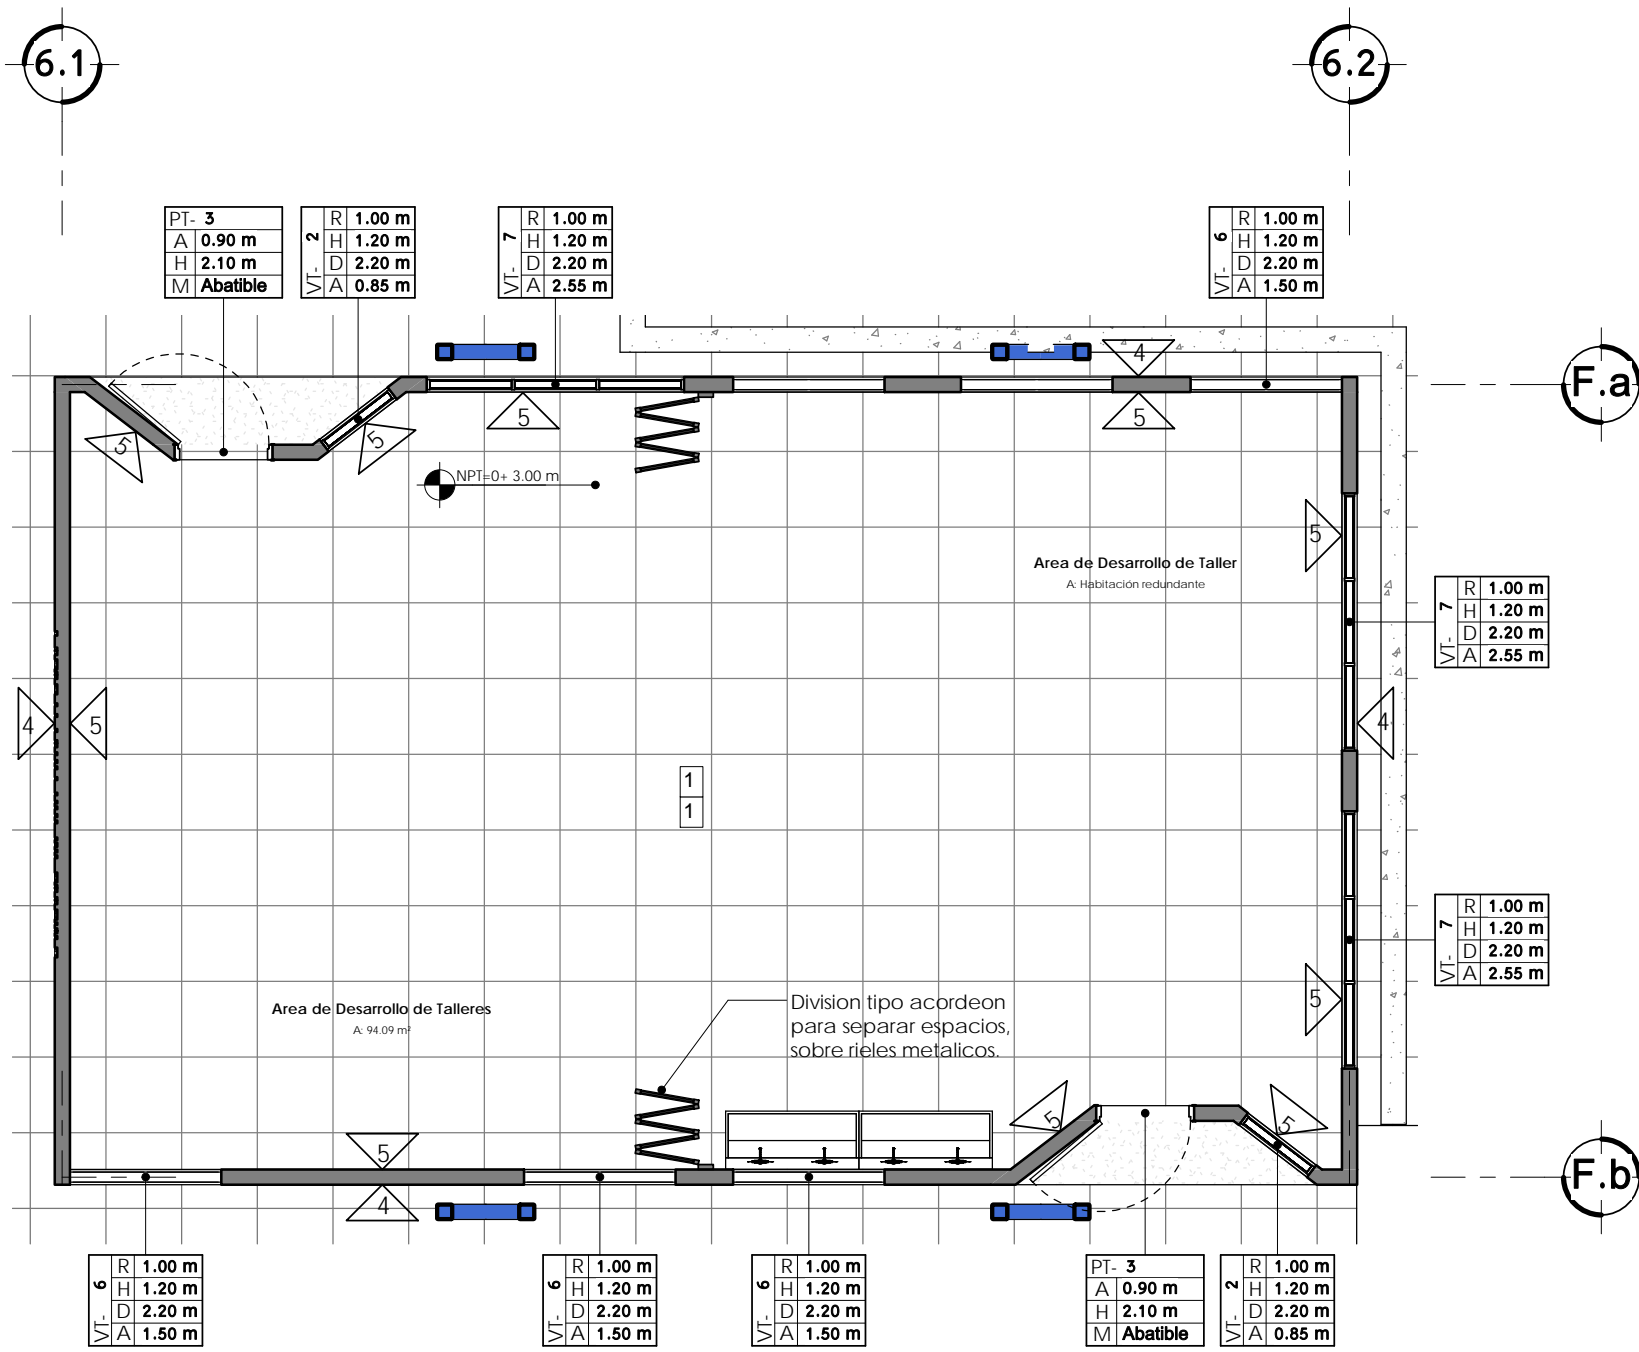 6.1
6.2
PT- 3
A 0.90 m
H 2.10 m
M Abatible
VT- 2
R 1.00 m
H 1.20 m
D 2.20 m
A 0.85 m
VT- 7
R 1.00 m
H 1.20 m
D 2.20 m
A 2.55 m
VT- 6
R 1.00 m
H 1.20 m
D 2.20 m
A 1.50 m
4
F.a
5
5
5
5
NPT=0+ 3.00 m
5
Area de Desarrollo de Taller
A: Habitación redundante
VT- 7
R 1.00 m
H 1.20 m
D 2.20 m
A 2.55 m
4
5
4
1
1
VT- 7
R 1.00 m
H 1.20 m
D 2.20 m
A 2.55 m
5
Area de Desarrollo de Talleres
A: 94.09 m²
Division tipo acordeon
para separar espacios,
sobre rieles metalicos.
5
5
5
4
F.b
VT- 6
R 1.00 m
H 1.20 m
D 2.20 m
A 1.50 m
VT- 6
R 1.00 m
H 1.20 m
D 2.20 m
A 1.50 m
VT- 6
R 1.00 m
H 1.20 m
D 2.20 m
A 1.50 m
PT- 3
A 0.90 m
H 2.10 m
M Abatible
VT- 2
R 1.00 m
H 1.20 m
D 2.20 m
A 0.85 m